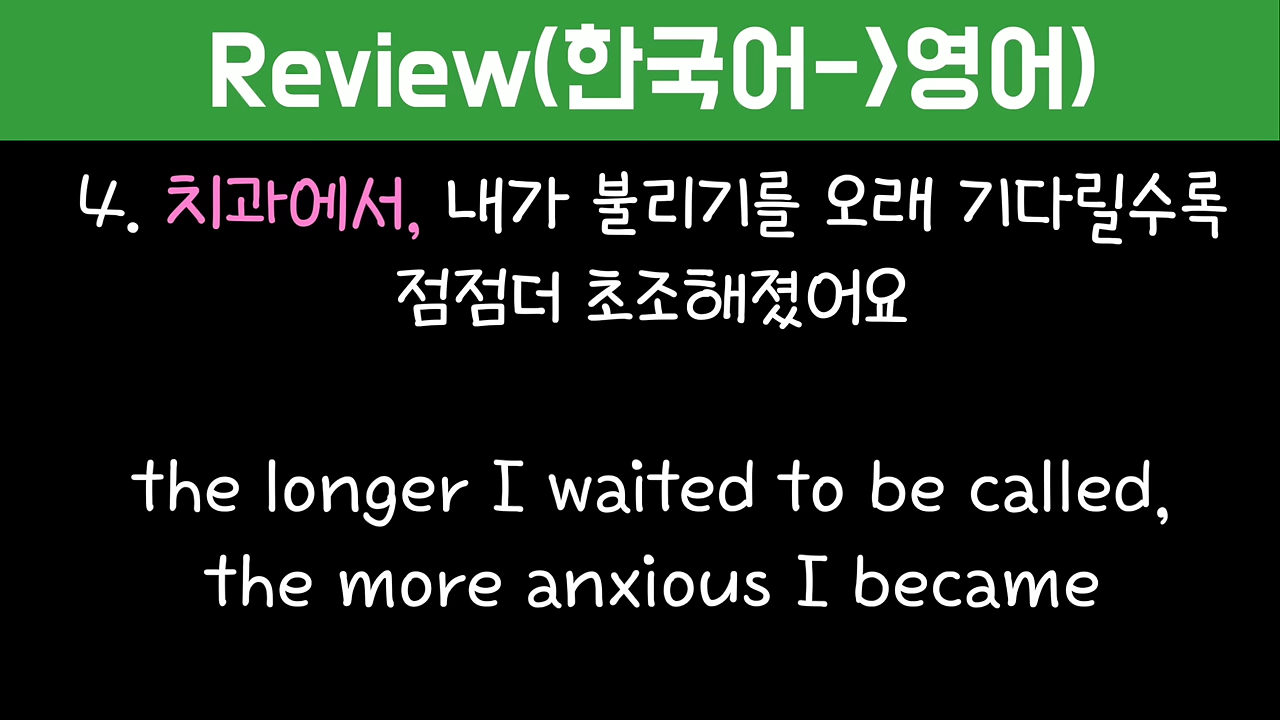 Review(한국어->영어)
4. 치과에서, 내가 불리기를 오래 기다릴수록
점점더 초조해졌어요
the longer I waited to be called,
the more anxious I became